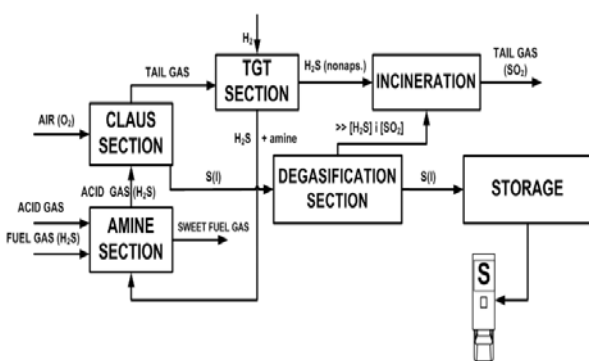 H₂
TAIL GAS
TGT
SECTION
H₂S (nonaps.)
INCINERATION
TAIL GAS
(SO₂)
AIR (O₂)
CLAUS
SECTION
H₂S + amine
>> [H₂S] i [SO₂]
ACID GAS (H₂S)
S(l)
DEGASIFICATION
SECTION
S(l)
STORAGE
ACID GAS
FUEL GAS (H₂S)
AMINE
SECTION
SWEET FUEL GAS
S